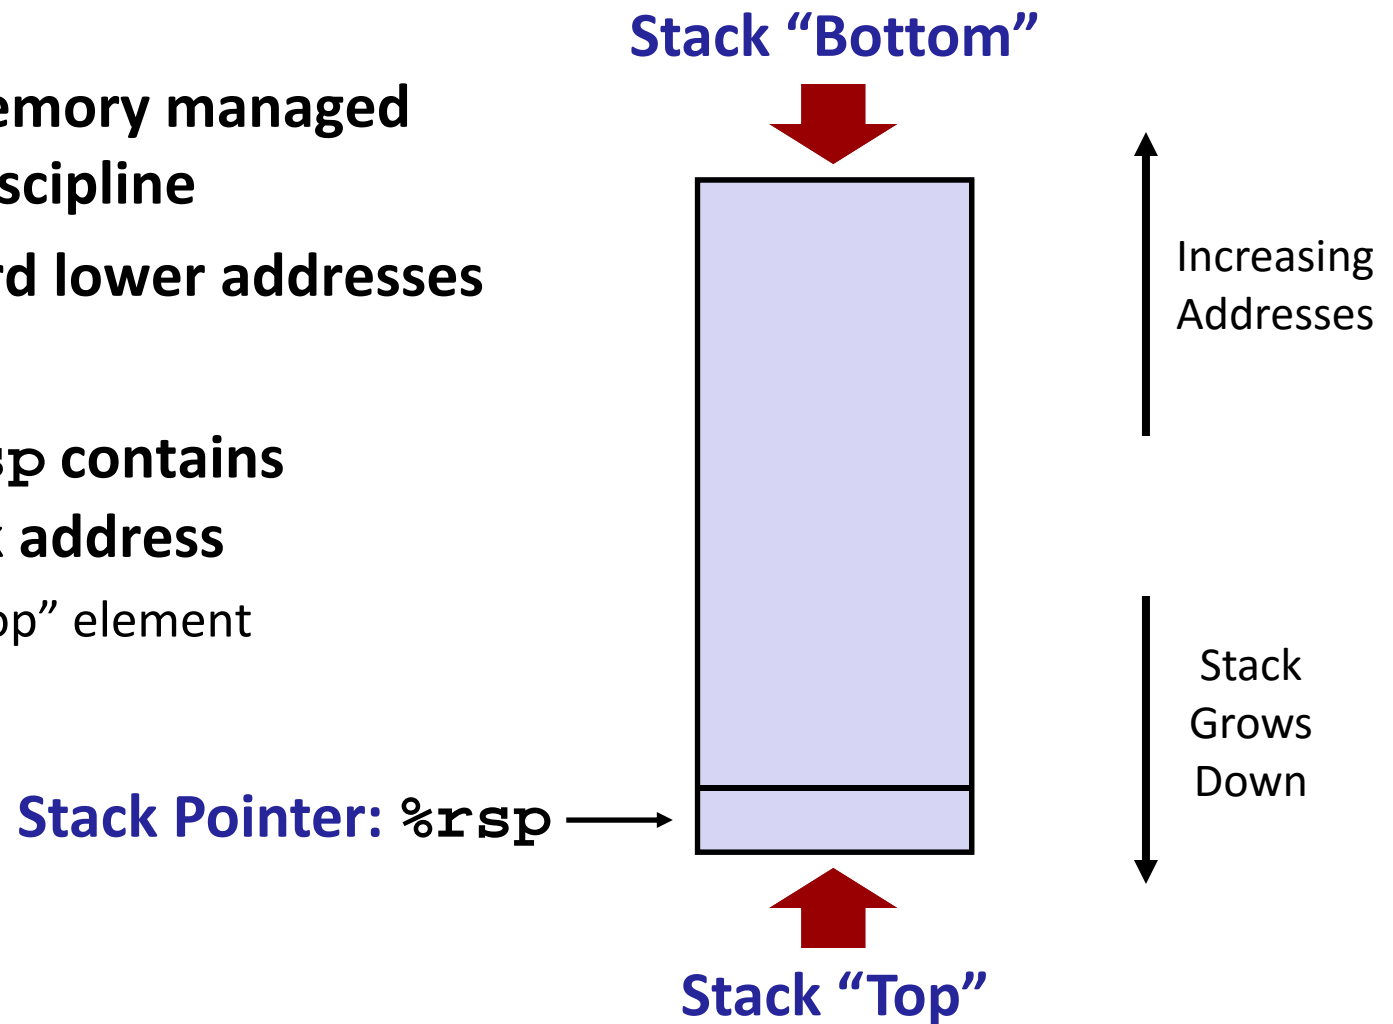 Stack “Bottom”
emory managed
scipline
rd lower addresses
sp contains
address
op” element
Increasing
Addresses
Stack
Grows
Down
Stack Pointer: %rsp
Stack “Top”